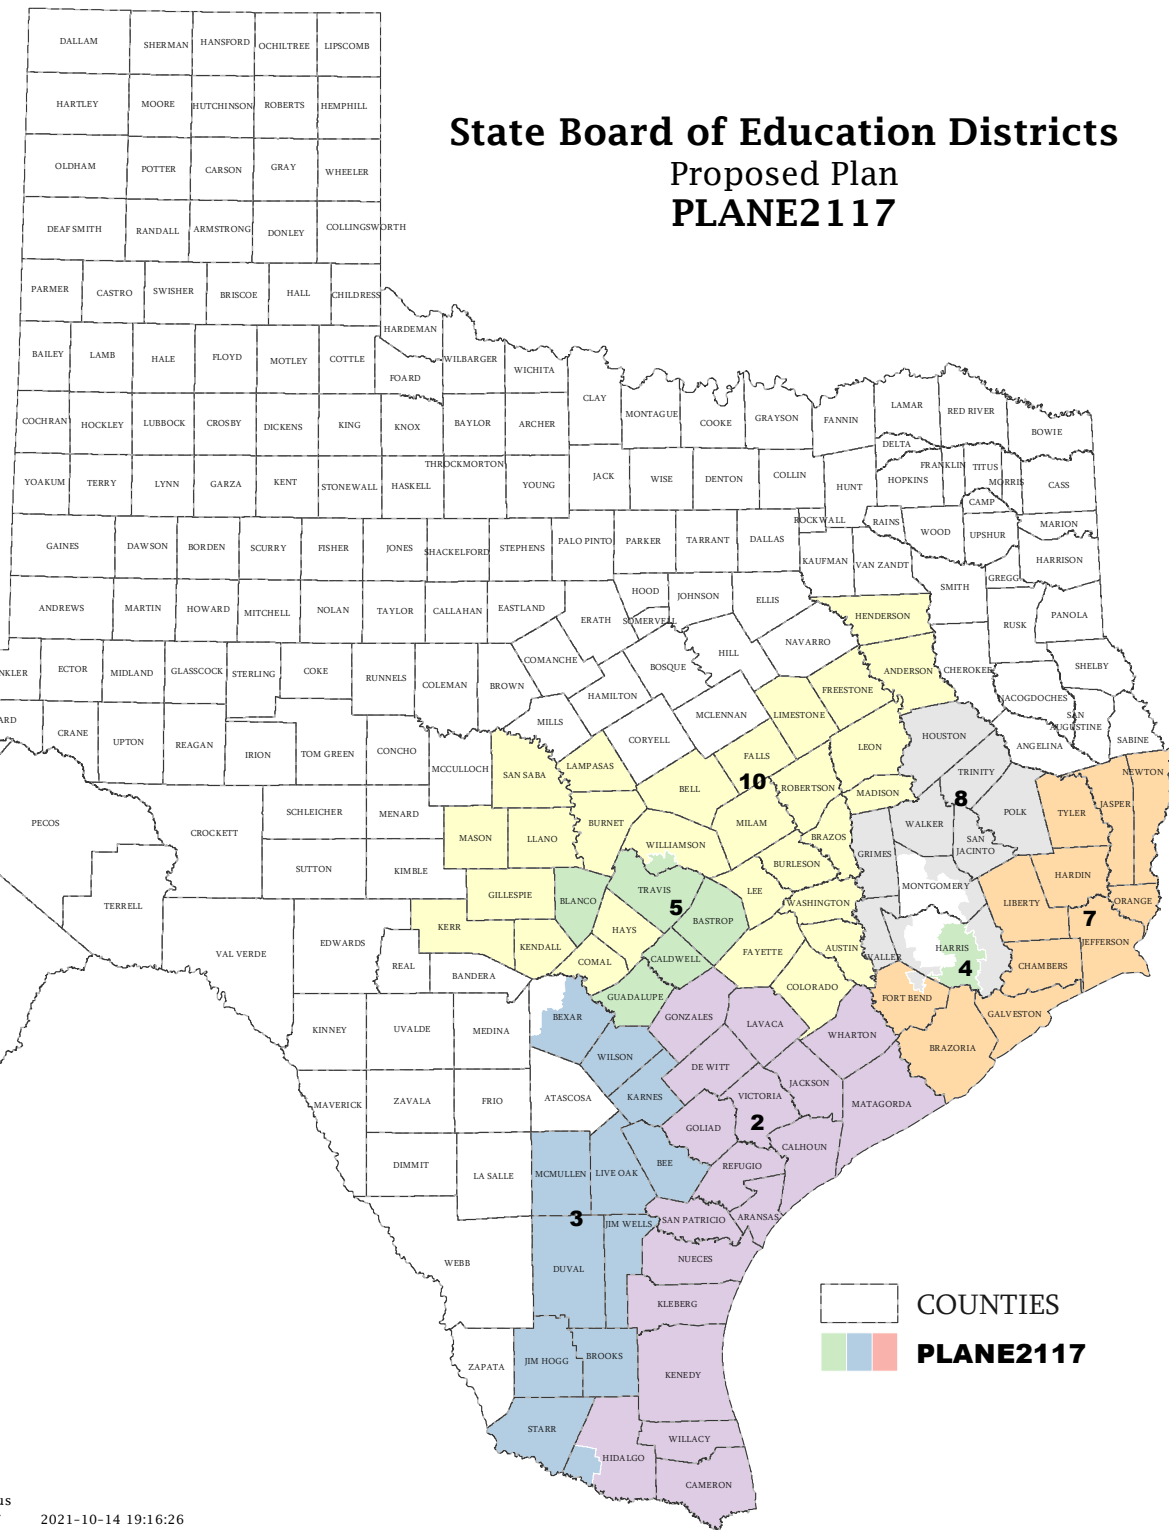 State Board of Education Districts
Proposed Plan
PLANE2117
DALLAM
SHERMAN
HANSFORD
OCHILTREE
LIPSCOMB
HARTLEY
MOORE
HUTCHINSON
ROBERTS
HEMPHILL
OLDHAM
POTTER
CARSON
GRAY
WHEELER
DEAF SMITH
RANDALL
ARMSTRONG
DONLEY
COLLINGSWORTH
PARMER
CASTRO
SWISHER
BRISCOE
HALL
CHILDRESS
HARDEMAN
BAILEY
LAMB
HALE
FLOYD
MOTLEY
COTTLE
FOARD
WILBARGER
WICHITA
CLAY
MONTAGUE
COOKE
GRAYSON
FANNIN
LAMAR
RED RIVER
BOWIE
COCHRAN
HOCKLEY
LUBBOCK
CROSBY
DICKENS
KING
KNOX
BAYLOR
ARCHER
DELTA
YOAKUM
TERRY
LYNN
GARZA
KENT
STONEWALL
HASKELL
THROCKMORTON
YOUNG
JACK
WISE
DENTON
COLLIN
HUNT
HOPKINS
FRANKLIN
TITUS
MORRIS
CASS
CAMP
GAINES
DAWSON
BORDEN
SCURRY
FISHER
JONES
SHACKELFORD
STEPHENS
PALO PINTO
PARKER
TARRANT
DALLAS
ROCKWALL
RAINS
WOOD
UPSHUR
MARION
KAUFMAN
VAN ZANDT
HARRISON
GREGG
SMITH
ANDREWS
MARTIN
HOWARD
MITCHELL
NOLAN
TAYLOR
CALLAHAN
EASTLAND
ERATH
HOOD
SOMERVELL
JOHNSON
ELLIS
HENDERSON
RUSK
PANOLA
NKLER
ECTOR
MIDLAND
GLASSCOCK
STERLING
COKE
RUNNELS
COLEMAN
BROWN
COMANCHE
HAMILTON
BOSQUE
HILL
NAVARRO
ANDERSON
CHEROKEE
SHELBY
NACOGDOCHES
FREESTONE
ARD
CRANE
UPTON
REAGAN
IRION
TOM GREEN
CONCHO
MCCULLOCH
MILLS
CORYELL
MCLENNAN
LIMESTONE
LEON
HOUSTON
ANGELINA
SAN
AUGUSTINE
SABINE
SAN SABA
LAMPASAS
FALLS
10
BELL
ROBERTSON
MADISON
TRINITY
8
POLK
TYLER
JASPER
NEWTON
PECOS
CROCKETT
SCHLEICHER
MENARD
MASON
LLANO
BURNET
MILAM
WILLIAMSON
BRAZOS
GRIMES
WALKER
SAN
JACINTO
SUTTON
KIMBLE
BURLESON
MONTGOMERY
HARDIN
TERRELL
GILLESPIE
BLANCO
TRAVIS
5
BASTROP
LEE
WASHINGTON
LIBERTY
ORANGE
7
JEFFERSON
VAL VERDE
EDWARDS
KERR
KENDALL
HAYS
COMAL
CALDWELL
FAYETTE
AUSTIN
WALLER
HARRIS
4
CHAMBERS
REAL
BANDERA
GUADALUPE
COLORADO
FORT BEND
GALVESTON
KINNEY
UVALDE
MEDINA
BEXAR
GONZALES
LAVACA
WHARTON
BRAZORIA
WILSON
DE WITT
JACKSON
MAVERICK
ZAVALA
FRIO
ATASCOSA
KARNES
VICTORIA
MATAGORDA
2
GOLIAD
CALHOUN
DIMMIT
LA SALLE
MCMULLEN
LIVE OAK
BEE
REFUGIO
3
JIM WELLS
SAN PATRICIO
ARANSAS
WEBB
DUVAL
NUECES
KLEBERG
ZAPATA
JIM HOGG
BROOKS
KENEDY
STARR
HIDALGO
WILLACY
CAMERON
COUNTIES
PLANE2117
us
2021-10-14 19:16:26